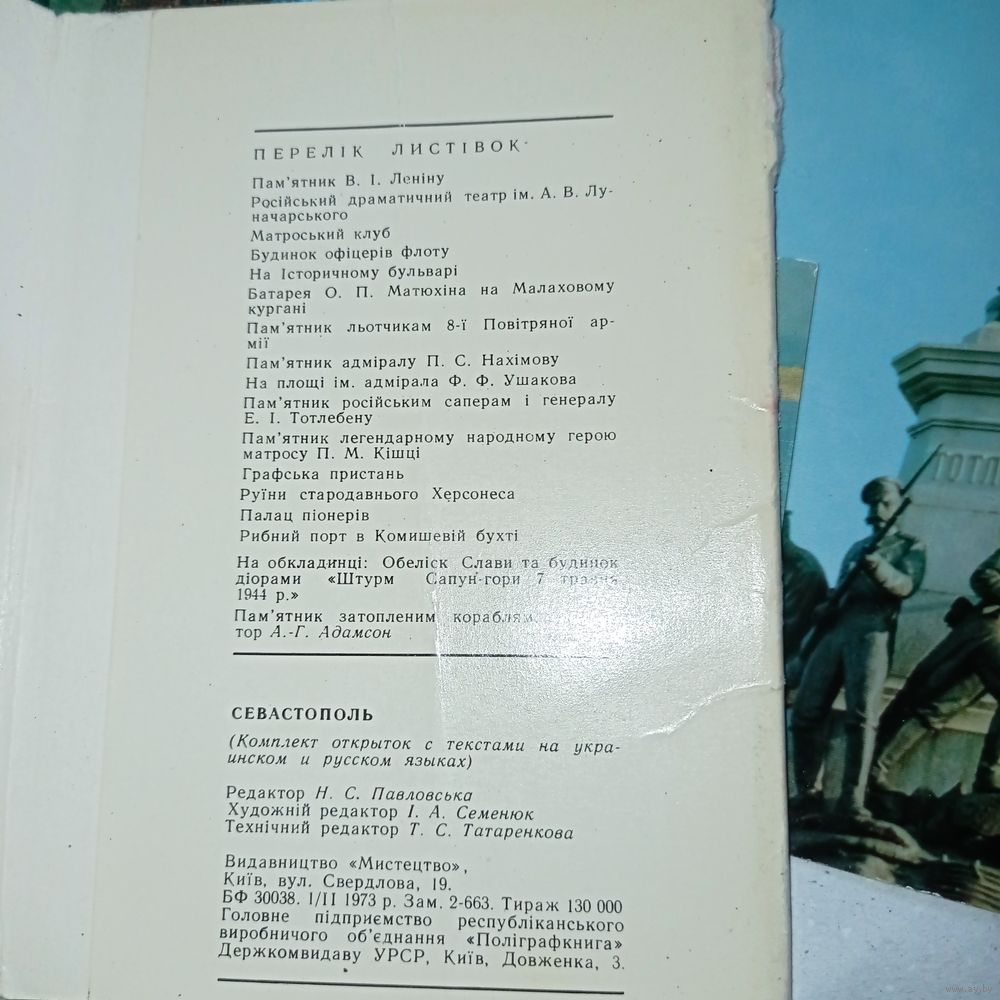 ПЕРЕЛІК ЛИСТІВОК
Пам'ятник В. І. Леніну
Російський драматичний театр ім. А. В. Лу-
начарського
Матроський клуб
Будинок офіцерів флоту
На Історичному бульварі
Батарея О. П. Матюхіна на Малаховому
кургані
Пам'ятник льотчикам 8-ї Повітряної ар-
мії
Пам'ятник адміралу П. С. Нахімову
На площі ім. адмірала Ф. Ф. Ушакова
Пам'ятник російським саперам і генералу
Е. І. Тотлебену
Пам'ятник легендарному народному герою
матросу П. М. Кішці
Графська пристань
Руїни стародавнього Херсонеса
Палац піонерів
Рибний порт в Комишевій бухті
На обкладинці: Обеліск Слави та будинок
діорами «Штурм Сапун-гори 7 травня
1944 р.»
Пам'ятник затопленим кораблям.
тор А.-Г. Адамсон
СЕВАСТОПОЛЬ
(Комплект открыток с текстами на укра-
инском и русском языках)
Редактор Н. С. Павловська
Художній редактор І. А. Семенюк
Технічний редактор Т. С. Татаренкова
Видавництво «Мистецтво»,
Київ, вул. Свердлова, 19.
БФ 30038. 1/II 1973 р. Зам. 2-663. Тираж 130 000
Головне підприємство республіканського
виробничого об'єднання «Поліграфкнига»
Держкомвидаву УРСР, Київ, Довженка, 3.
www.ay.by